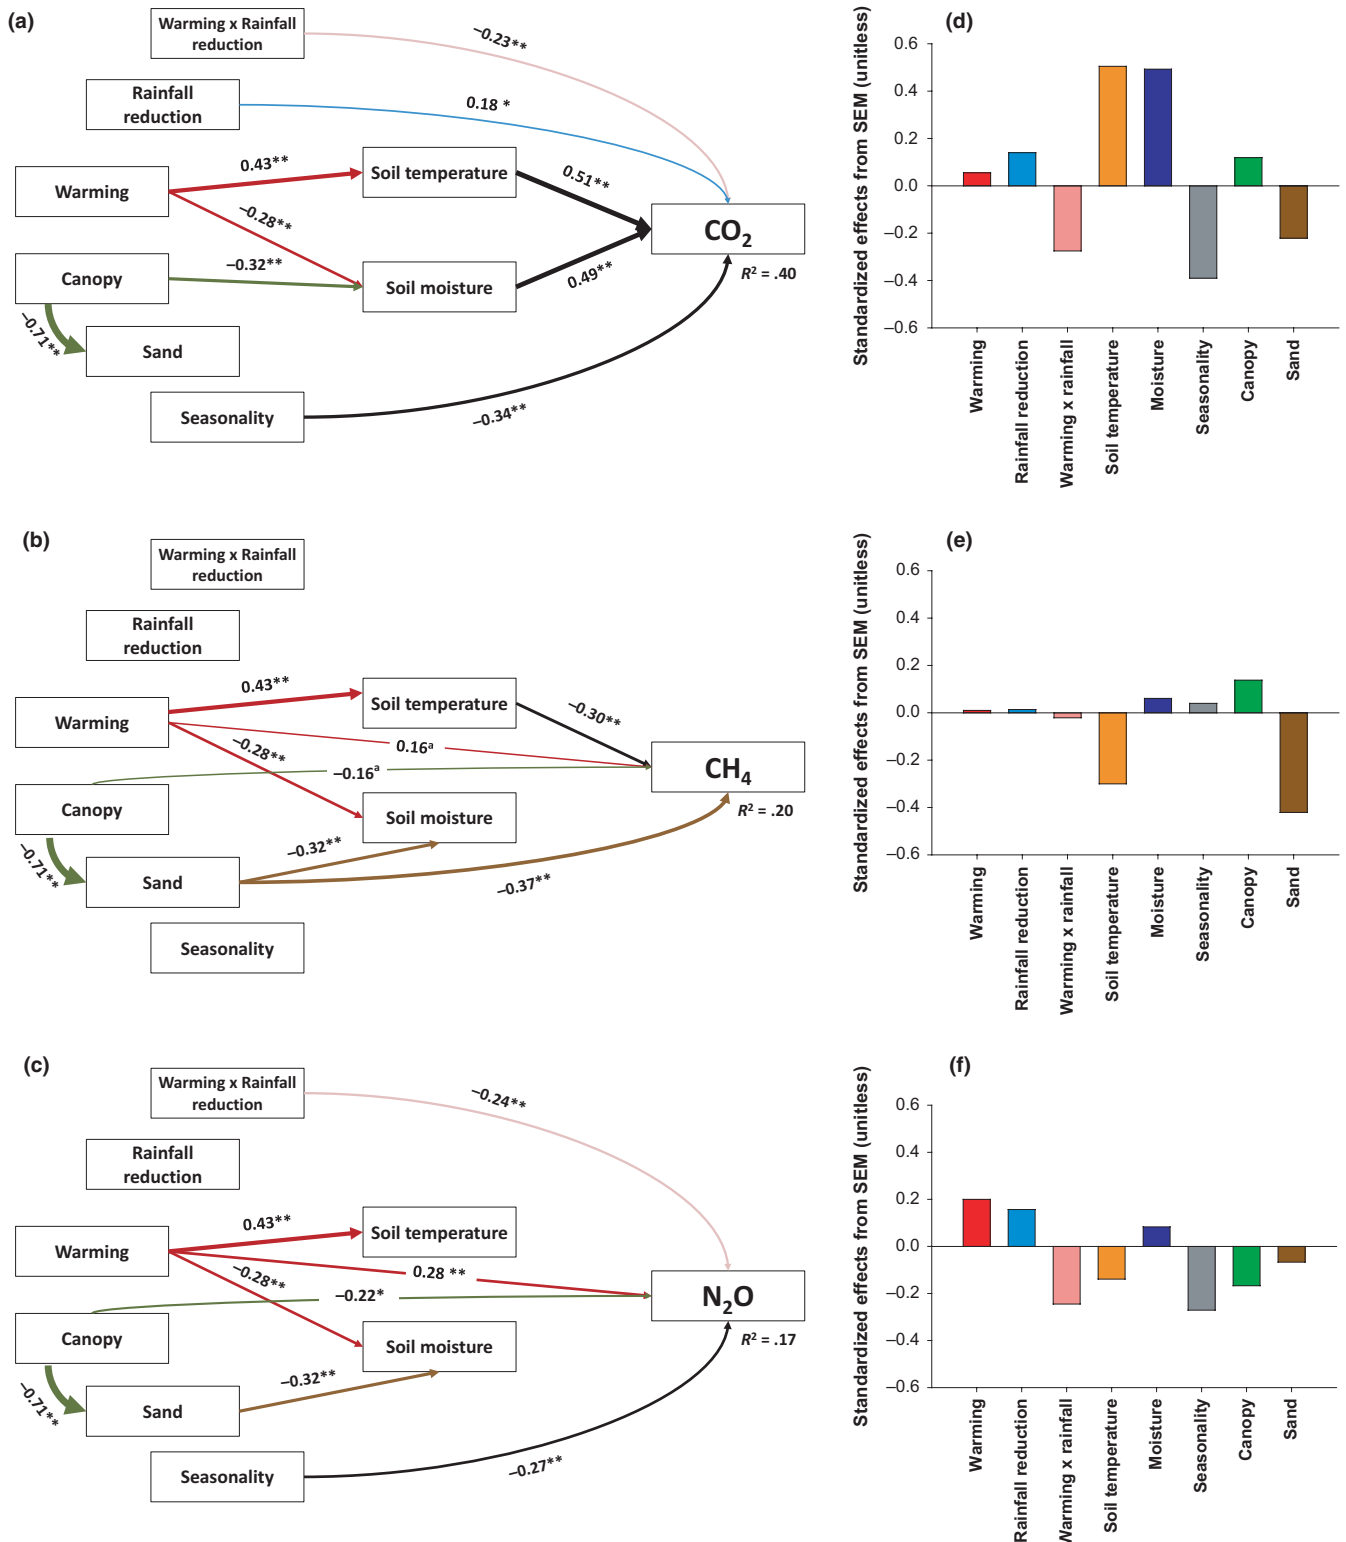 (a)
Warming x Rainfall
reduction
−0.23**
Rainfall
reduction
0.18 *
Warming
0.43**
Soil temperature
0.51**
−0.28**
CO2
R2 = .40
Canopy
−0.32**
Soil moisture
0.49**
−0.71**
Sand
Seasonality
−0.34**
(d)
Standardized effects from SEM (unitless)
0.6
0.4
0.2
0.0
−0.2
−0.4
−0.6
Warming
Rainfall reduction
Warming x rainfall
Soil temperature
Moisture
Seasonality
Canopy
Sand
(b)
Warming x Rainfall
reduction
Rainfall
reduction
Warming
0.43**
Soil temperature
−0.30**
−0.28**
0.16a
−0.16a
CH4
R2 = .20
Canopy
Soil moisture
−0.71**
Sand
−0.32**
−0.37**
Seasonality
(e)
Standardized effects from SEM (unitless)
0.6
0.4
0.2
0.0
−0.2
−0.4
−0.6
Warming
Rainfall reduction
Warming x rainfall
Soil temperature
Moisture
Seasonality
Canopy
Sand
(c)
Warming x Rainfall
reduction
−0.24**
Rainfall
reduction
Warming
0.43**
Soil temperature
−0.28**
0.28 **
−0.22*
N2O
R2 = .17
Canopy
Soil moisture
−0.71**
Sand
−0.32**
Seasonality
−0.27**
(f)
Standardized effects from SEM (unitless)
0.6
0.4
0.2
0.0
−0.2
−0.4
−0.6
Warming
Rainfall reduction
Warming x rainfall
Soil temperature
Moisture
Seasonality
Canopy
Sand